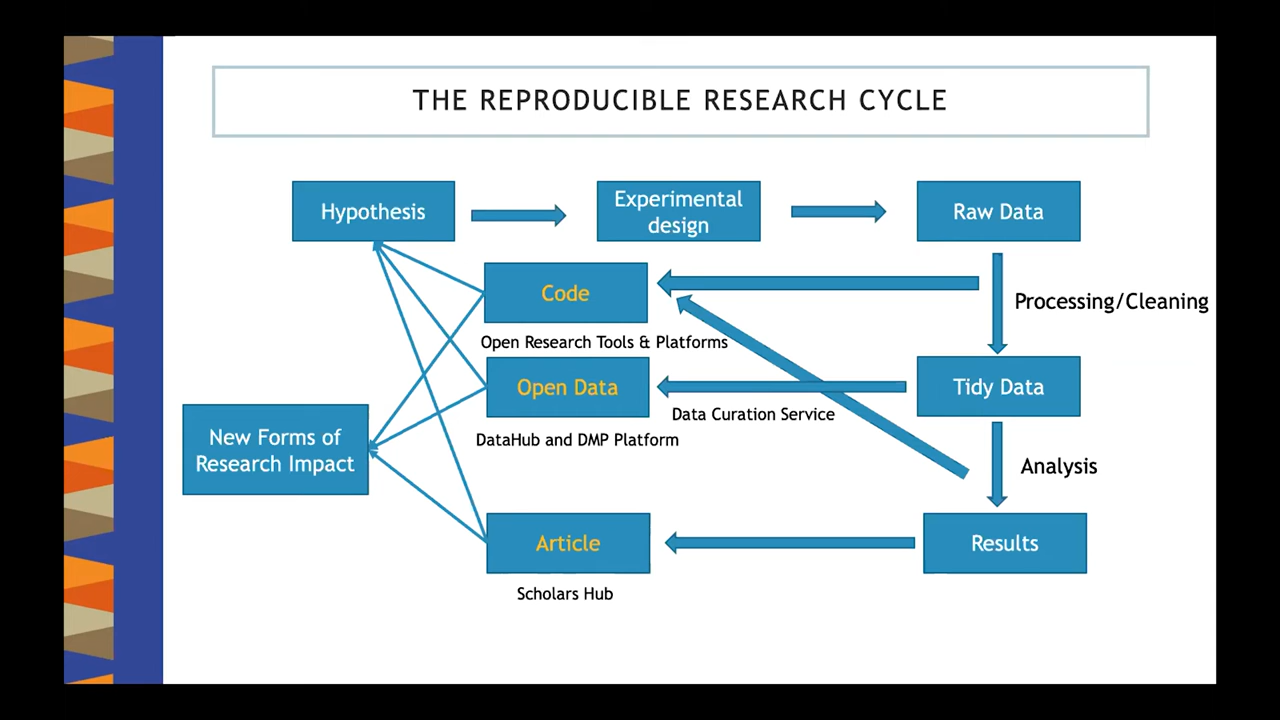 THE REPRODUCIBLE RESEARCH CYCLE
Hypothesis
Experimental
design
Raw Data
Code
Processing/Cleaning
Open Research Tools & Platforms
Open Data
Tidy Data
Data Curation Service
DataHub and DMP Platform
New Forms of
Research Impact
Analysis
Article
Results
Scholars Hub